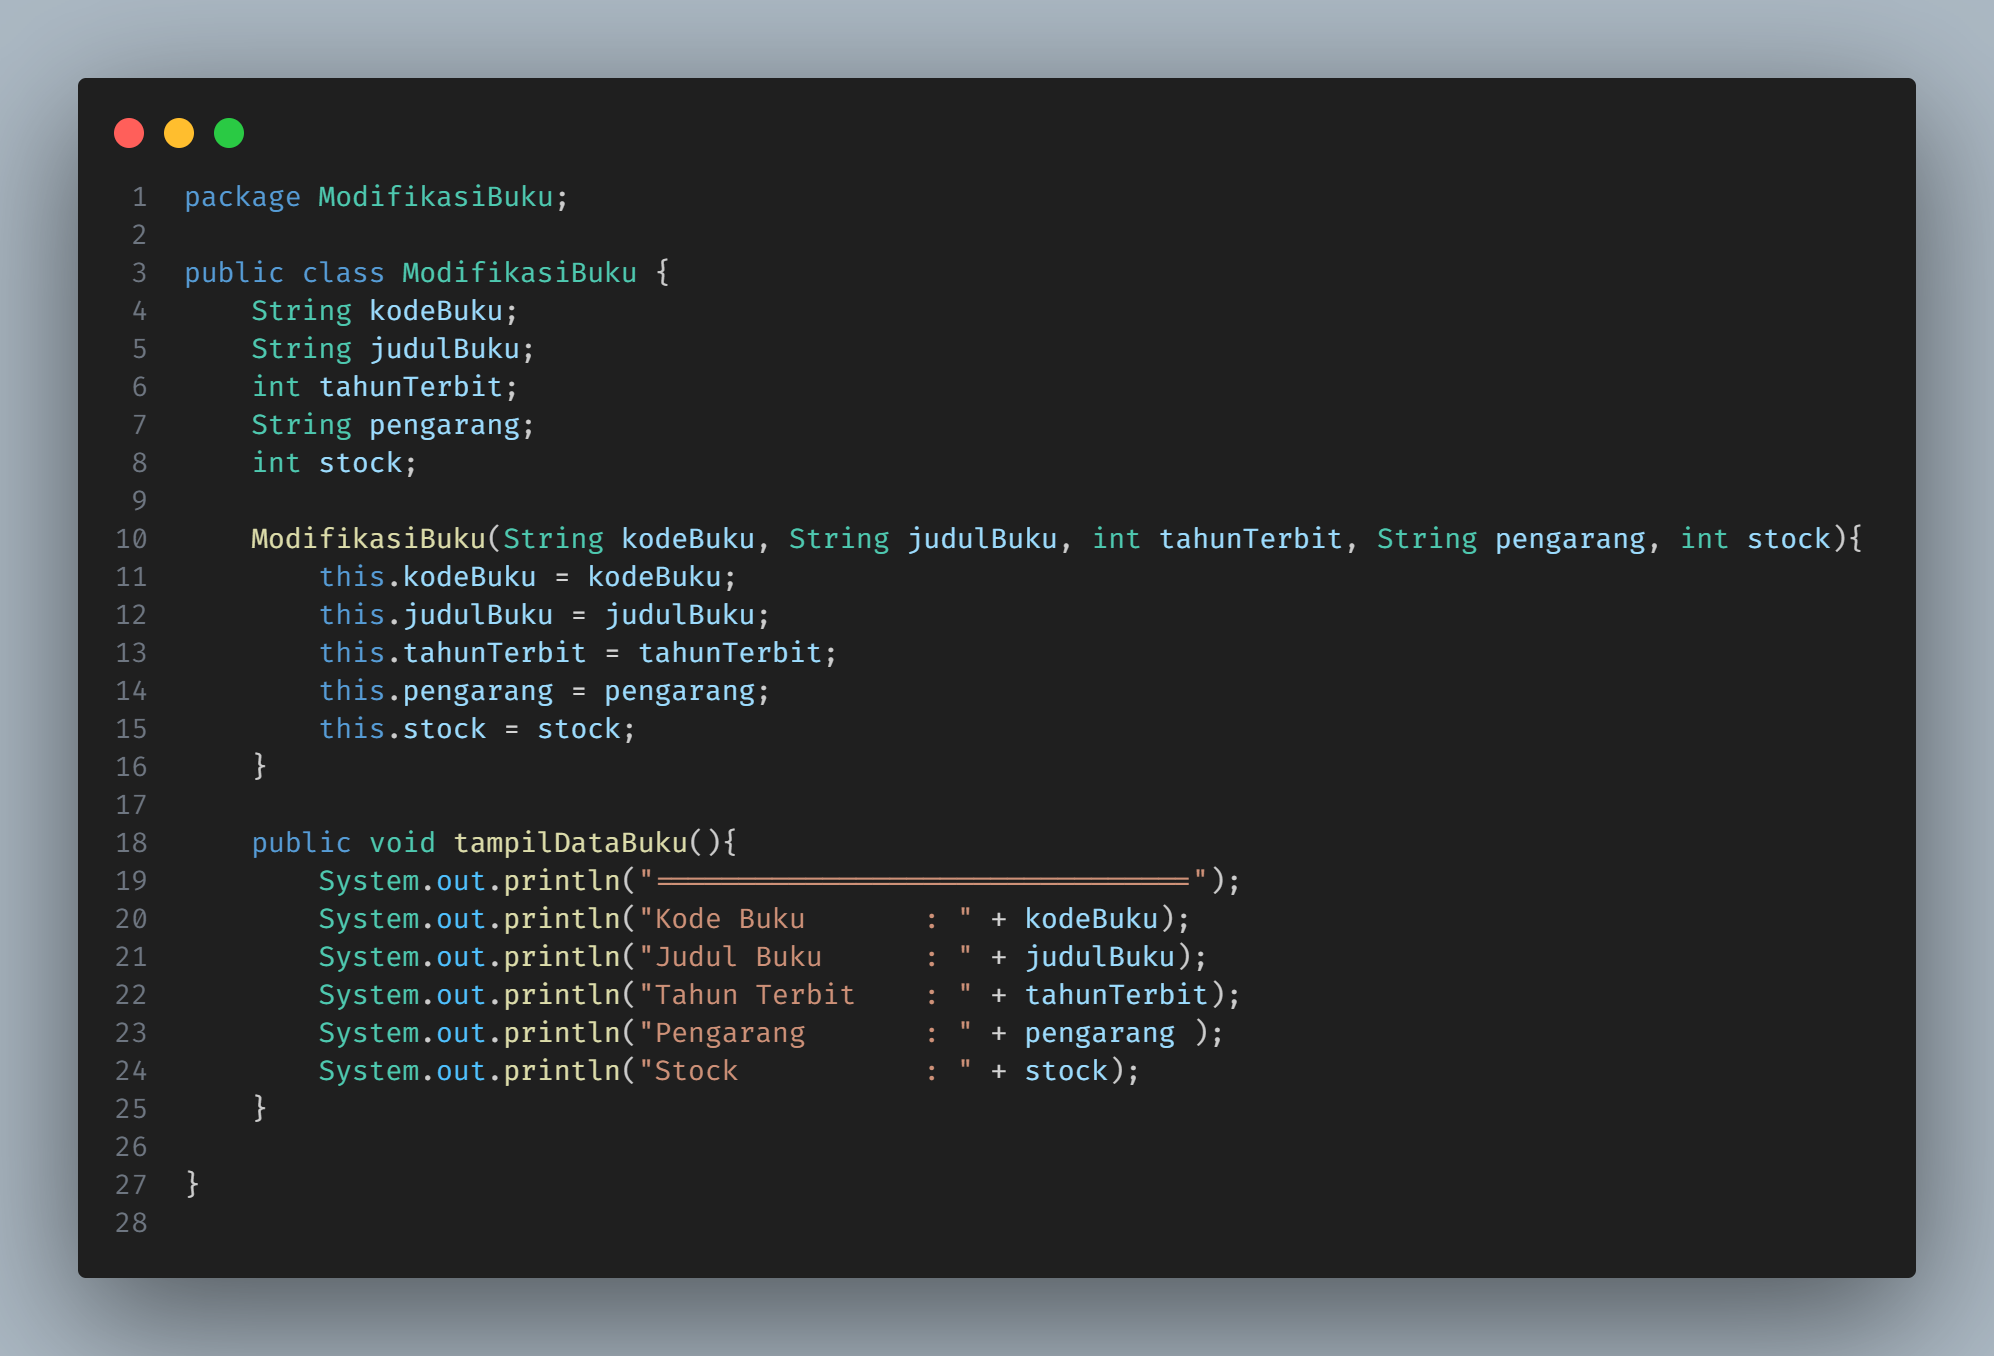 1 package ModifikasiBuku;
2
3 public class ModifikasiBuku {
4     String kodeBuku;
5     String judulBuku;
6     int tahunTerbit;
7     String pengarang;
8     int stock;
9
10     ModifikasiBuku(String kodeBuku, String judulBuku, int tahunTerbit, String pengarang, int stock){
11         this.kodeBuku = kodeBuku;
12         this.judulBuku = judulBuku;
13         this.tahunTerbit = tahunTerbit;
14         this.pengarang = pengarang;
15         this.stock = stock;
16     }
17
18     public void tampilDataBuku(){
19         System.out.println("================================");
20         System.out.println("Kode Buku       : " + kodeBuku);
21         System.out.println("Judul Buku      : " + judulBuku);
22         System.out.println("Tahun Terbit    : " + tahunTerbit);
23         System.out.println("Pengarang       : " + pengarang );
24         System.out.println("Stock           : " + stock);
25     }
26
27 }
28